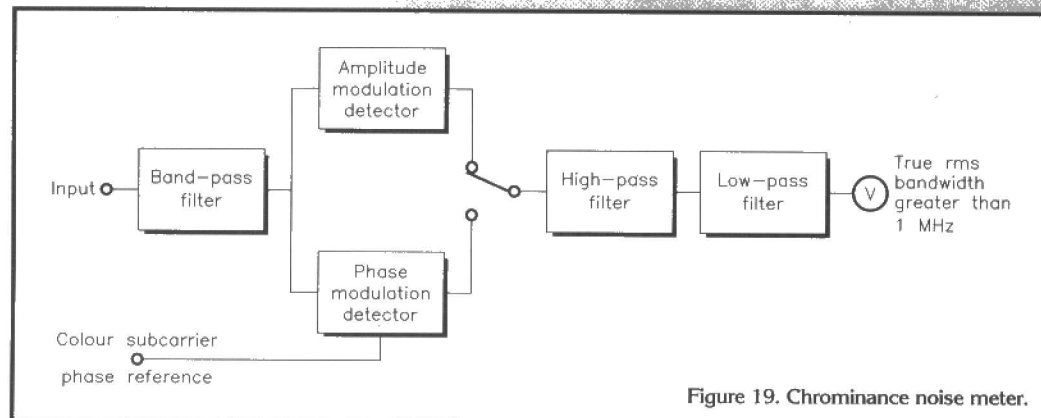 Amplitude
modulation
detector
Input
Band-pass
filter
High-pass
filter
Low-pass
filter
V
True rms
bandwidth
greater than
1 MHz
Phase
modulation
detector
Colour subcarrier
phase reference
Figure 19. Chrominance noise meter.